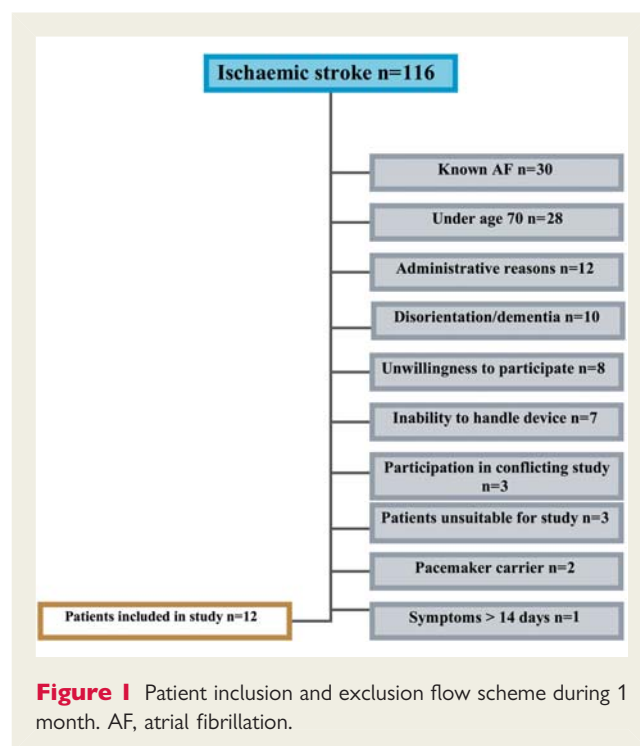 Ischaemic stroke n=116
Known AF n=30
Under age 70 n=28
Administrative reasons n=12
Disorientation/dementia n=10
Unwillingness to participate n=8
Inability to handle device n=7
Participation in conflicting study
n=3
Patients unsuitable for study n=3
Pacemaker carrier n=2
Patients included in study n=12
Symptoms > 14 days n=1
Figure 1 Patient inclusion and exclusion flow scheme during 1
month. AF, atrial fibrillation.